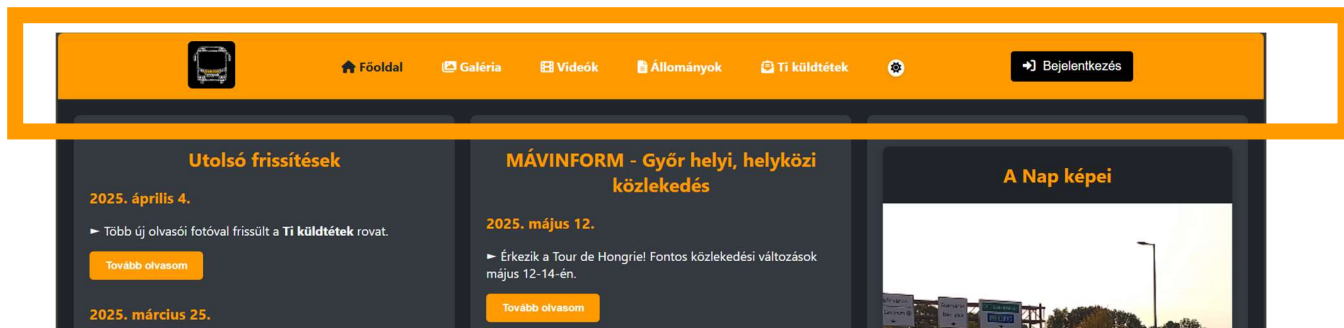 Főoldal
Galéria
Videók
Állományok
Ti küldtétek
Bejelentkezés
Utolsó frissítések
2025. április 4.
► Több új olvasói fotóval frissült a Ti küldtétek rovat.
Tovább olvasom
2025. március 25.
MÁVINFORM - Győr helyi, helyközi
közlekedés
2025. május 12.
► Érkezik a Tour de Hongrie! Fontos közlekedési változások
május 12-14-én.
Tovább olvasom
A Nap képei